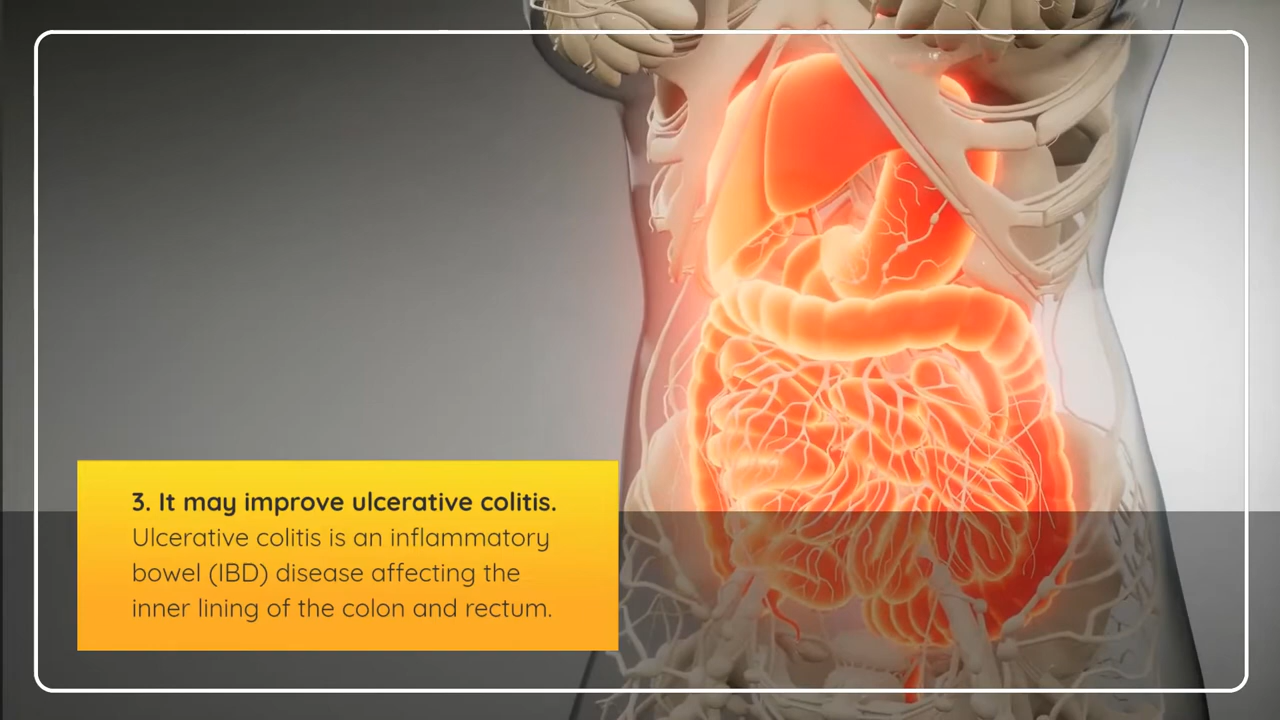 3. It may improve ulcerative colitis.
Ulcerative colitis is an inflammatory
bowel (IBD) disease affecting the
inner lining of the colon and rectum.